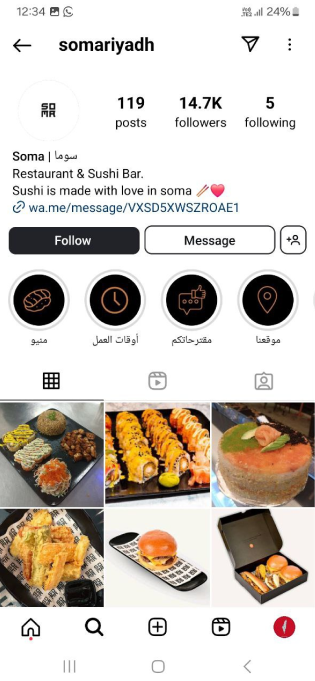 12:34 24%
somariyadh
SO
MA
119 14.7K 5
posts followers following
Soma | سوما
Restaurant & Sushi Bar.
Sushi is made with love in soma 🥢❤️
wa.me/message/VXSD5XWSZROAE1
Follow Message
منيو أوقات العمل مقترحاتكم موقعنا